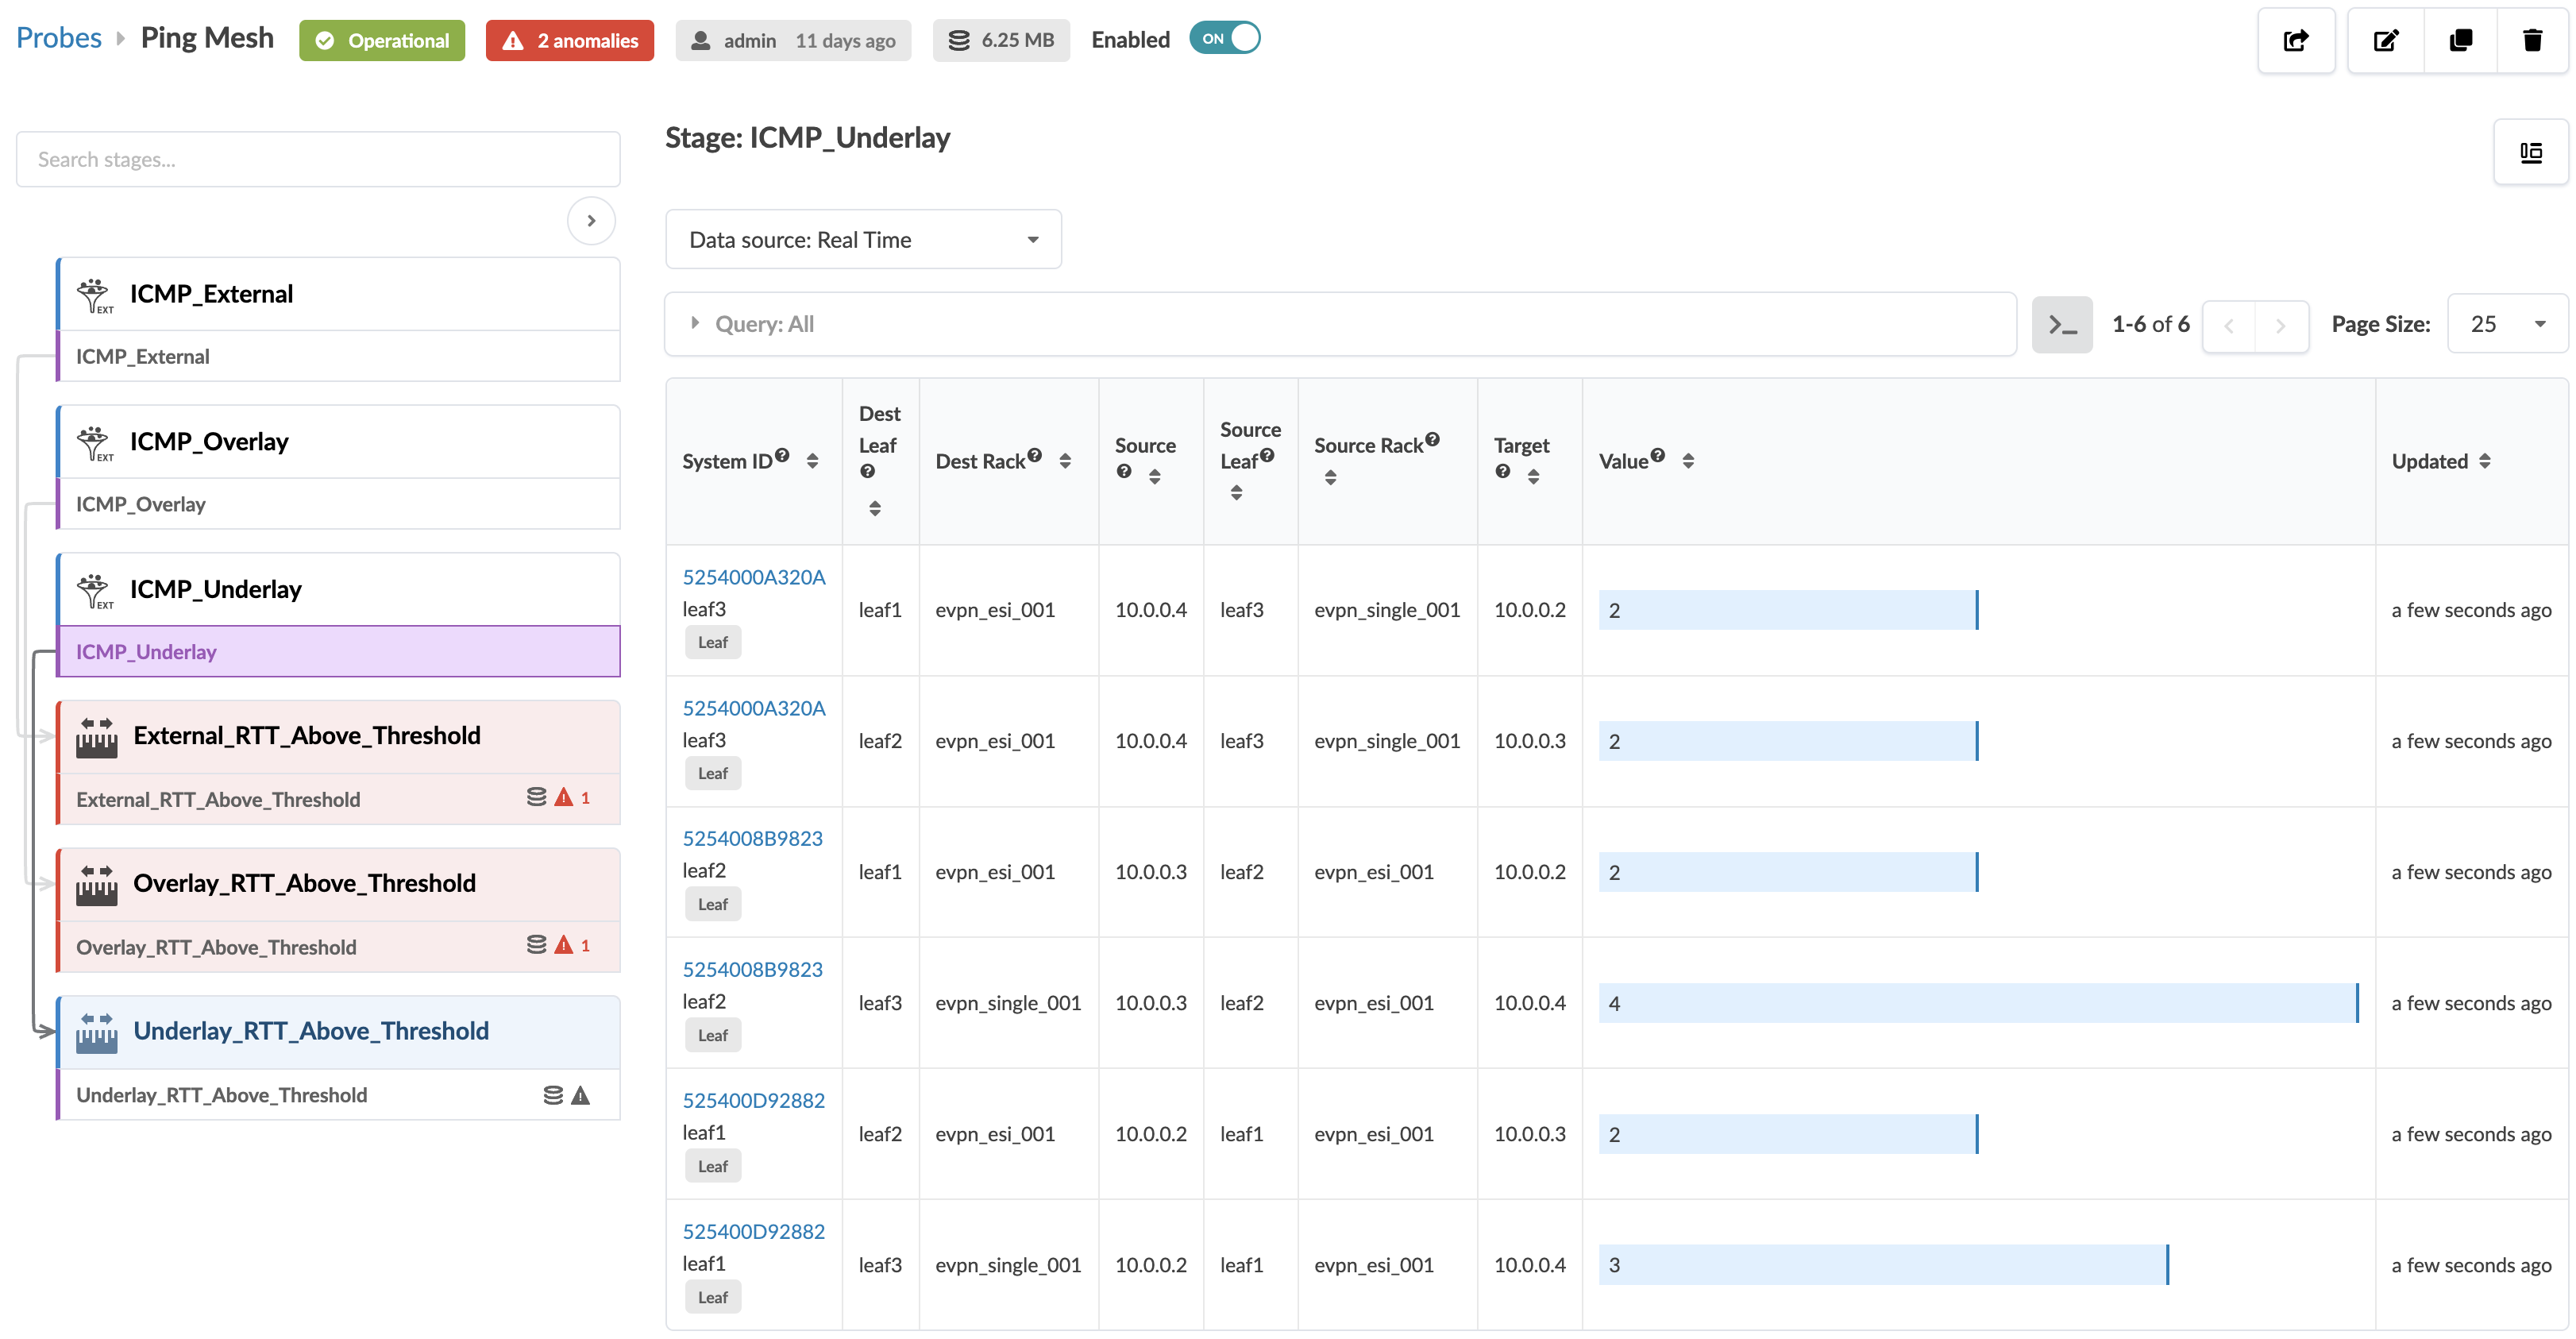 Probes Ping Mesh Operational 2 anomalies admin 11 days ago 6.25 MB Enabled ON
Search stages...
ICMP_External
ICMP_External
ICMP_Overlay
ICMP_Overlay
ICMP_Underlay
ICMP_Underlay
External_RTT_Above_Threshold
External_RTT_Above_Threshold 1
Overlay_RTT_Above_Threshold
Overlay_RTT_Above_Threshold 1
Underlay_RTT_Above_Threshold
Underlay_RTT_Above_Threshold
EXT
EXT
EXT
Stage: ICMP_Underlay
Data source: Real Time
Query: All
1-6 of 6 Page Size: 25
System ID Dest Leaf Dest Rack Source Source Leaf Source Rack Target Value Updated
5254000A320A
leaf3 leaf1 evpn_esi_001 10.0.0.4 leaf3 evpn_single_001 10.0.0.2 2 a few seconds ago
Leaf
5254000A320A
leaf3 leaf2 evpn_esi_001 10.0.0.4 leaf3 evpn_single_001 10.0.0.3 2 a few seconds ago
Leaf
5254008B9823
leaf2 leaf1 evpn_esi_001 10.0.0.3 leaf2 evpn_esi_001 10.0.0.2 2 a few seconds ago
Leaf
5254008B9823
leaf2 leaf3 evpn_single_001 10.0.0.3 leaf2 evpn_esi_001 10.0.0.4 4 a few seconds ago
Leaf
525400D92882
leaf1 leaf2 evpn_esi_001 10.0.0.2 leaf1 evpn_esi_001 10.0.0.3 2 a few seconds ago
Leaf
525400D92882
leaf1 leaf3 evpn_single_001 10.0.0.2 leaf1 evpn_esi_001 10.0.0.4 3 a few seconds ago
Leaf